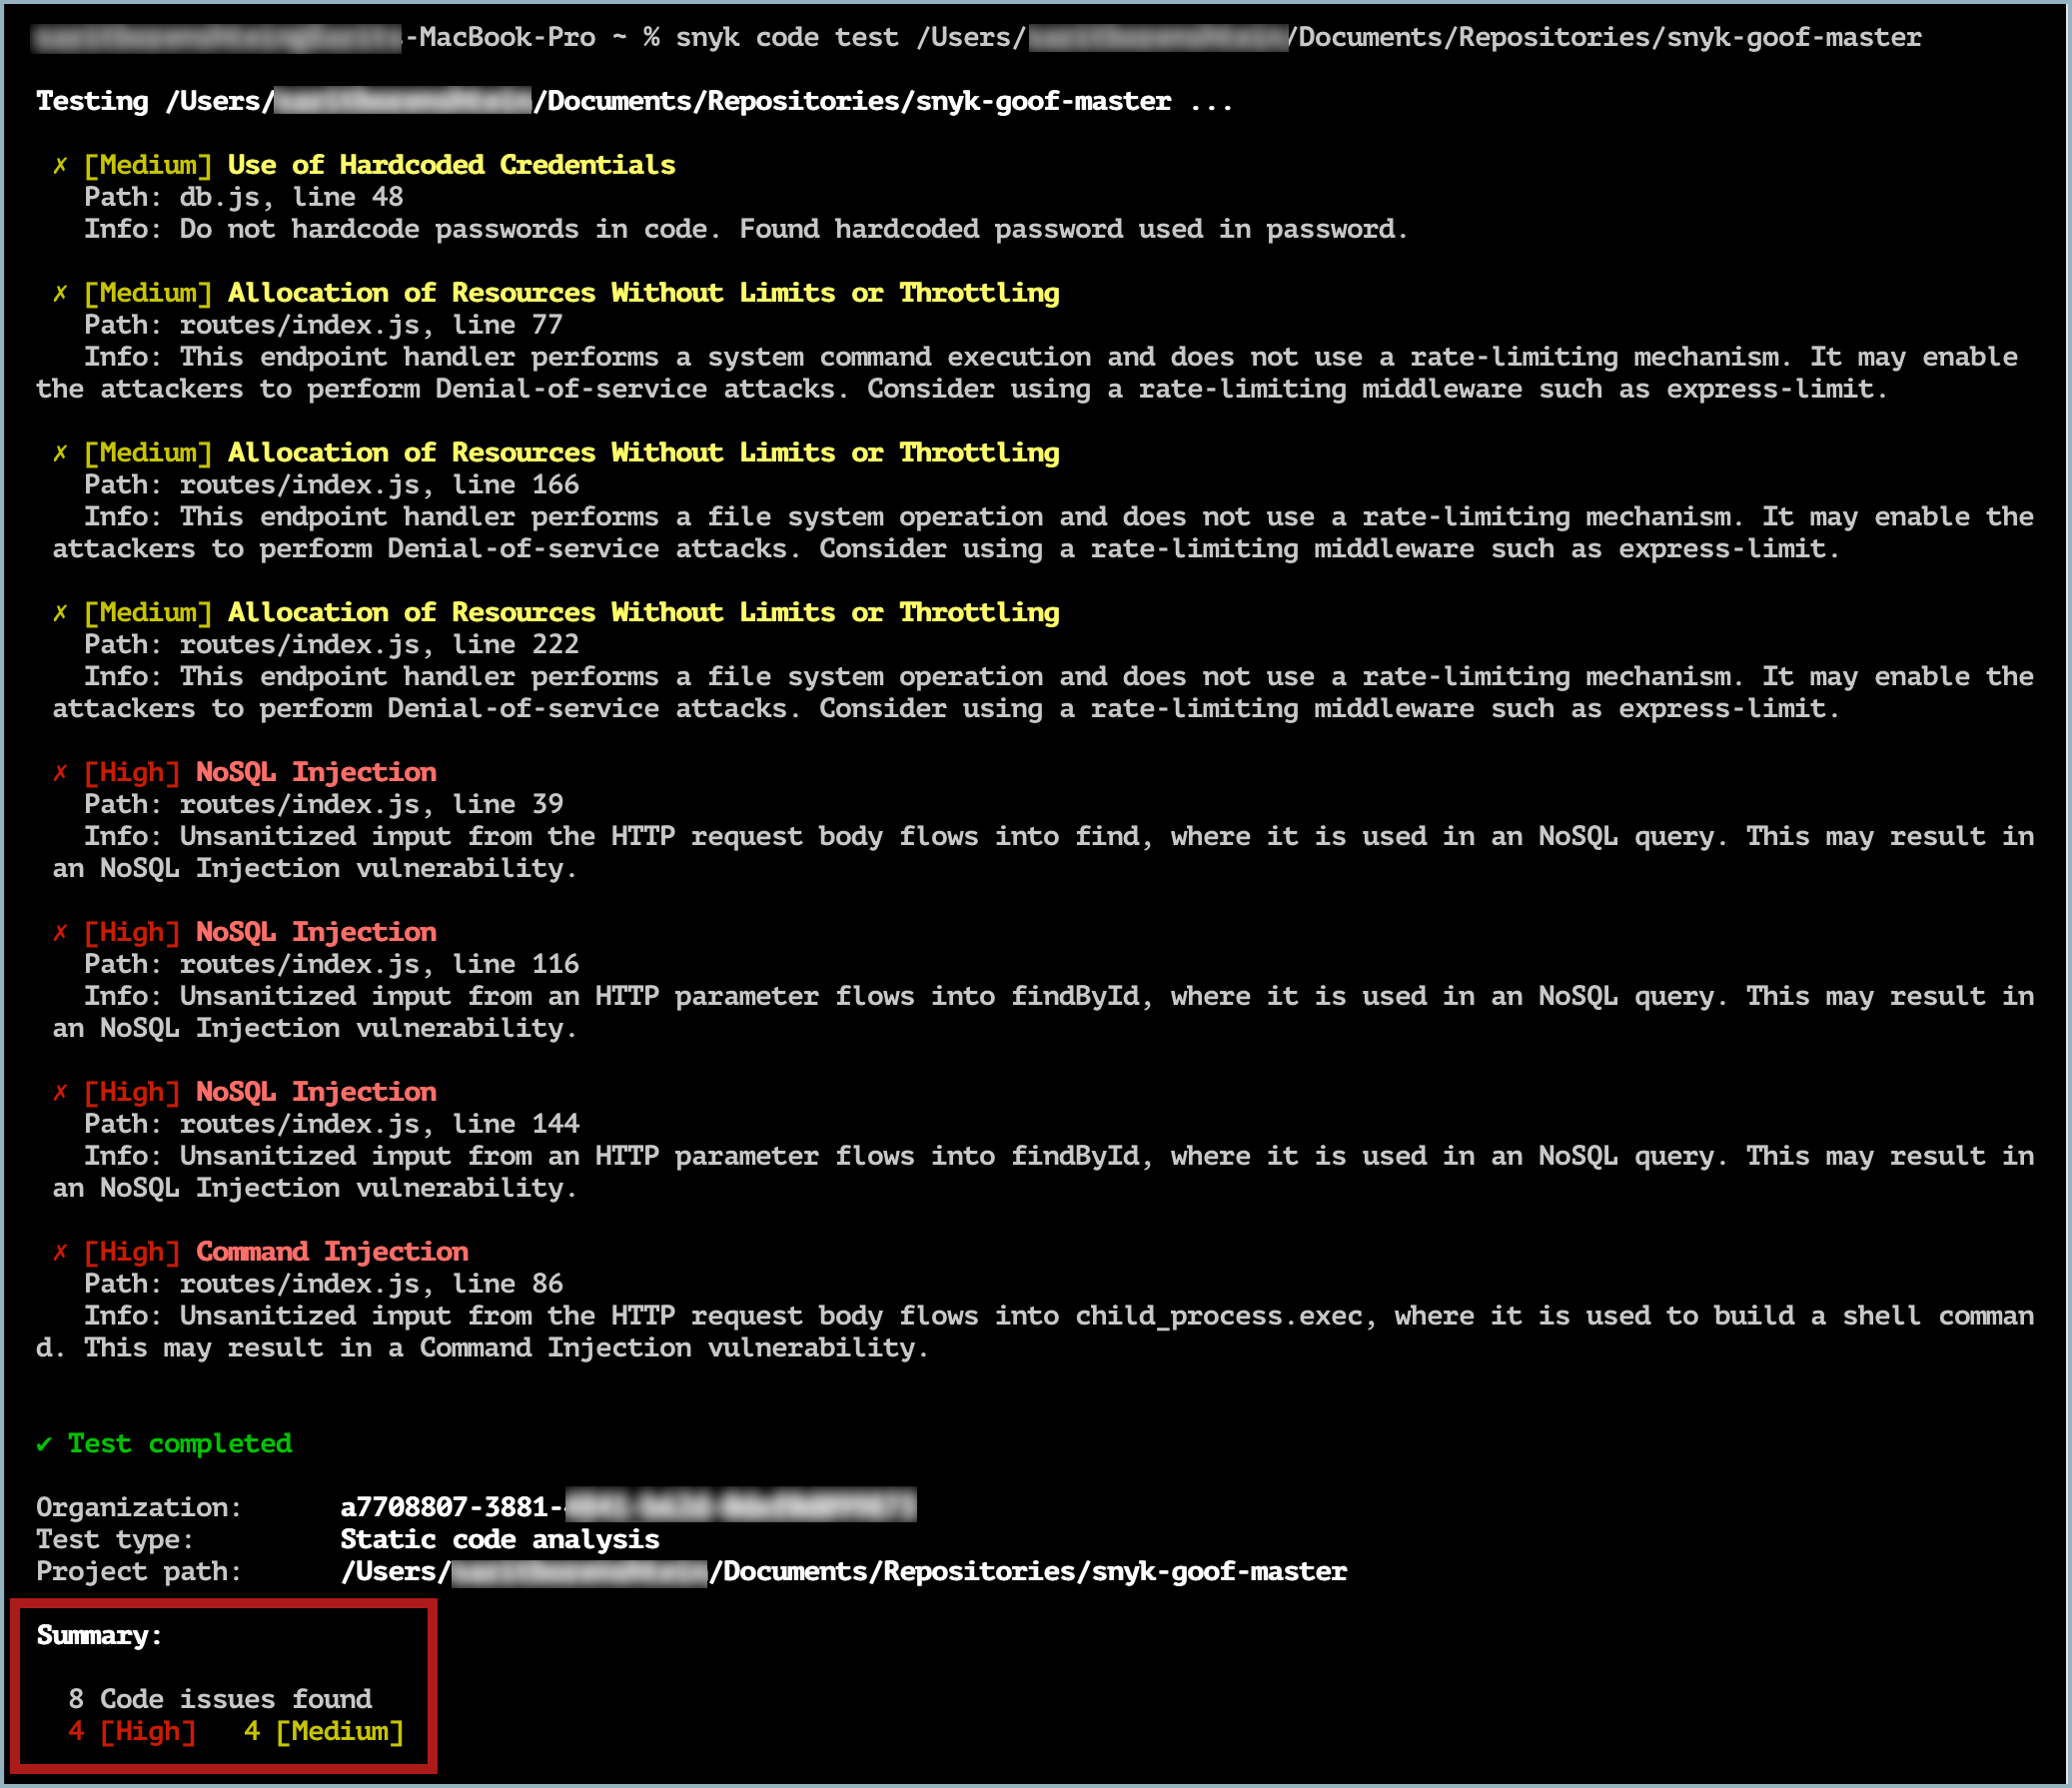 -MacBook-Pro ~ % snyk code test /Users/ /Documents/Repositories/snyk-goof-master
Testing /Users/ /Documents/Repositories/snyk-goof-master ...
✗ [Medium] Use of Hardcoded Credentials
Path: db.js, line 48
Info: Do not hardcode passwords in code. Found hardcoded password used in password.
✗ [Medium] Allocation of Resources Without Limits or Throttling
Path: routes/index.js, line 77
Info: This endpoint handler performs a system command execution and does not use a rate-limiting mechanism. It may enable
the attackers to perform Denial-of-service attacks. Consider using a rate-limiting middleware such as express-limit.
✗ [Medium] Allocation of Resources Without Limits or Throttling
Path: routes/index.js, line 166
Info: This endpoint handler performs a file system operation and does not use a rate-limiting mechanism. It may enable the
attackers to perform Denial-of-service attacks. Consider using a rate-limiting middleware such as express-limit.
✗ [Medium] Allocation of Resources Without Limits or Throttling
Path: routes/index.js, line 222
Info: This endpoint handler performs a file system operation and does not use a rate-limiting mechanism. It may enable the
attackers to perform Denial-of-service attacks. Consider using a rate-limiting middleware such as express-limit.
✗ [High] NoSQL Injection
Path: routes/index.js, line 39
Info: Unsanitized input from the HTTP request body flows into find, where it is used in an NoSQL query. This may result in
an NoSQL Injection vulnerability.
✗ [High] NoSQL Injection
Path: routes/index.js, line 116
Info: Unsanitized input from an HTTP parameter flows into findById, where it is used in an NoSQL query. This may result in
an NoSQL Injection vulnerability.
✗ [High] NoSQL Injection
Path: routes/index.js, line 144
Info: Unsanitized input from an HTTP parameter flows into findById, where it is used in an NoSQL query. This may result in
an NoSQL Injection vulnerability.
✗ [High] Command Injection
Path: routes/index.js, line 86
Info: Unsanitized input from the HTTP request body flows into child_process.exec, where it is used to build a shell comman
d. This may result in a Command Injection vulnerability.
✔ Test completed
Organization: a7708807-3881-
Test type: Static code analysis
Project path: /Users/ /Documents/Repositories/snyk-goof-master
Summary:
8 Code issues found
4 [High] 4 [Medium]